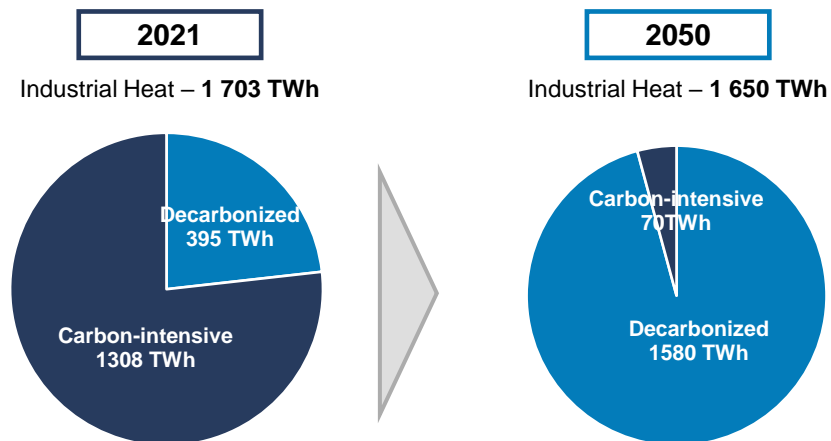 2021
Industrial Heat – 1 703 TWh
Decarbonized
395 TWh
Carbon-intensive
1308 TWh
2050
Industrial Heat – 1 650 TWh
Carbon-intensive
70TWh
Decarbonized
1580 TWh